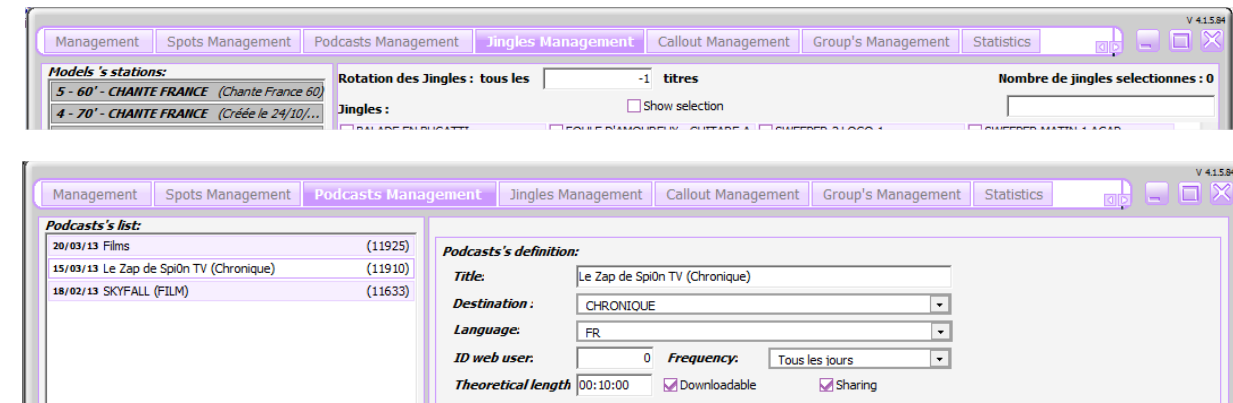 V 4.1.5.84
Management Spots Management Podcasts Management Jingles Management Callout Management Group's Management Statistics
Models 's stations:
Rotation des Jingles : tous les -1 titres Nombre de jingles selectionnes : 0
5 - 60' - CHANTE FRANCE (Chante France 60)
Jingles : Show selection
4 - 70' - CHANTE FRANCE (Créée le 24/10/...
V 4.1.5.84
Management Spots Management Podcasts Management Jingles Management Callout Management Group's Management Statistics
Podcasts's list:
20/03/13 Films (11925)
15/03/13 Le Zap de Spi0n TV (Chronique) (11910)
18/02/13 SKYFALL (FILM) (11633)
Podcasts's definition:
Title: Le Zap de Spi0n TV (Chronique)
Destination : CHRONIQUE
Language: FR
ID web user: 0 Frequency: Tous les jours
Theoretical length 00:10:00 Downloadable Sharing